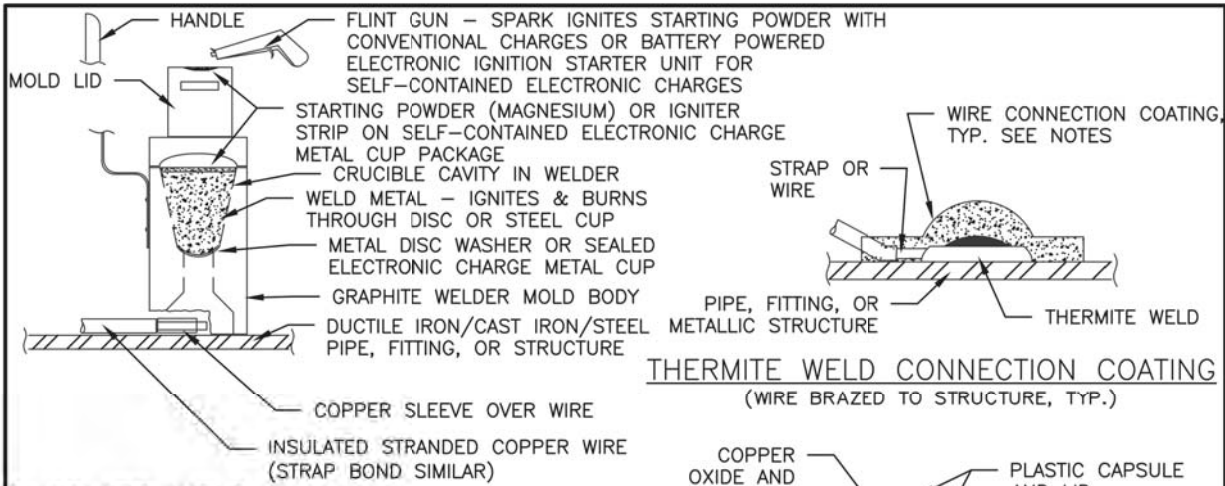 HANDLE
MOLD LID
FLINT GUN – SPARK IGNITES STARTING POWDER WITH
CONVENTIONAL CHARGES OR BATTERY POWERED
ELECTRONIC IGNITION STARTER UNIT FOR
SELF-CONTAINED ELECTRONIC CHARGES
STARTING POWDER (MAGNESIUM) OR IGNITER
STRIP ON SELF-CONTAINED ELECTRONIC CHARGE
METAL CUP PACKAGE
CRUCIBLE CAVITY IN WELDER
WELD METAL – IGNITES & BURNS
THROUGH DISC OR STEEL CUP
METAL DISC WASHER OR SEALED
ELECTRONIC CHARGE METAL CUP
GRAPHITE WELDER MOLD BODY
DUCTILE IRON/CAST IRON/STEEL
PIPE, FITTING, OR STRUCTURE
COPPER SLEEVE OVER WIRE
INSULATED STRANDED COPPER WIRE
(STRAP BOND SIMILAR)
WIRE CONNECTION COATING,
TYP. SEE NOTES
STRAP OR
WIRE
PIPE, FITTING, OR
METALLIC STRUCTURE
THERMITE WELD
THERMITE WELD CONNECTION COATING
(WIRE BRAZED TO STRUCTURE, TYP.)
COPPER
OXIDE AND
PLASTIC CAPSULE